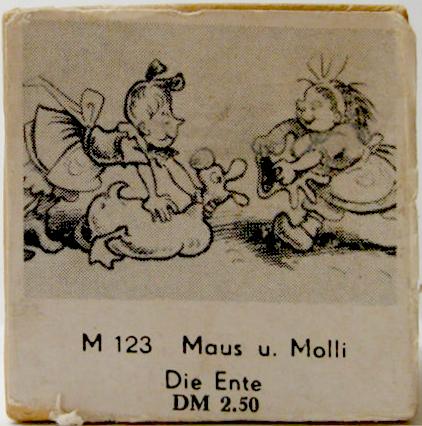 M 123 Maus u. Molli
Die Ente
DM 2.50